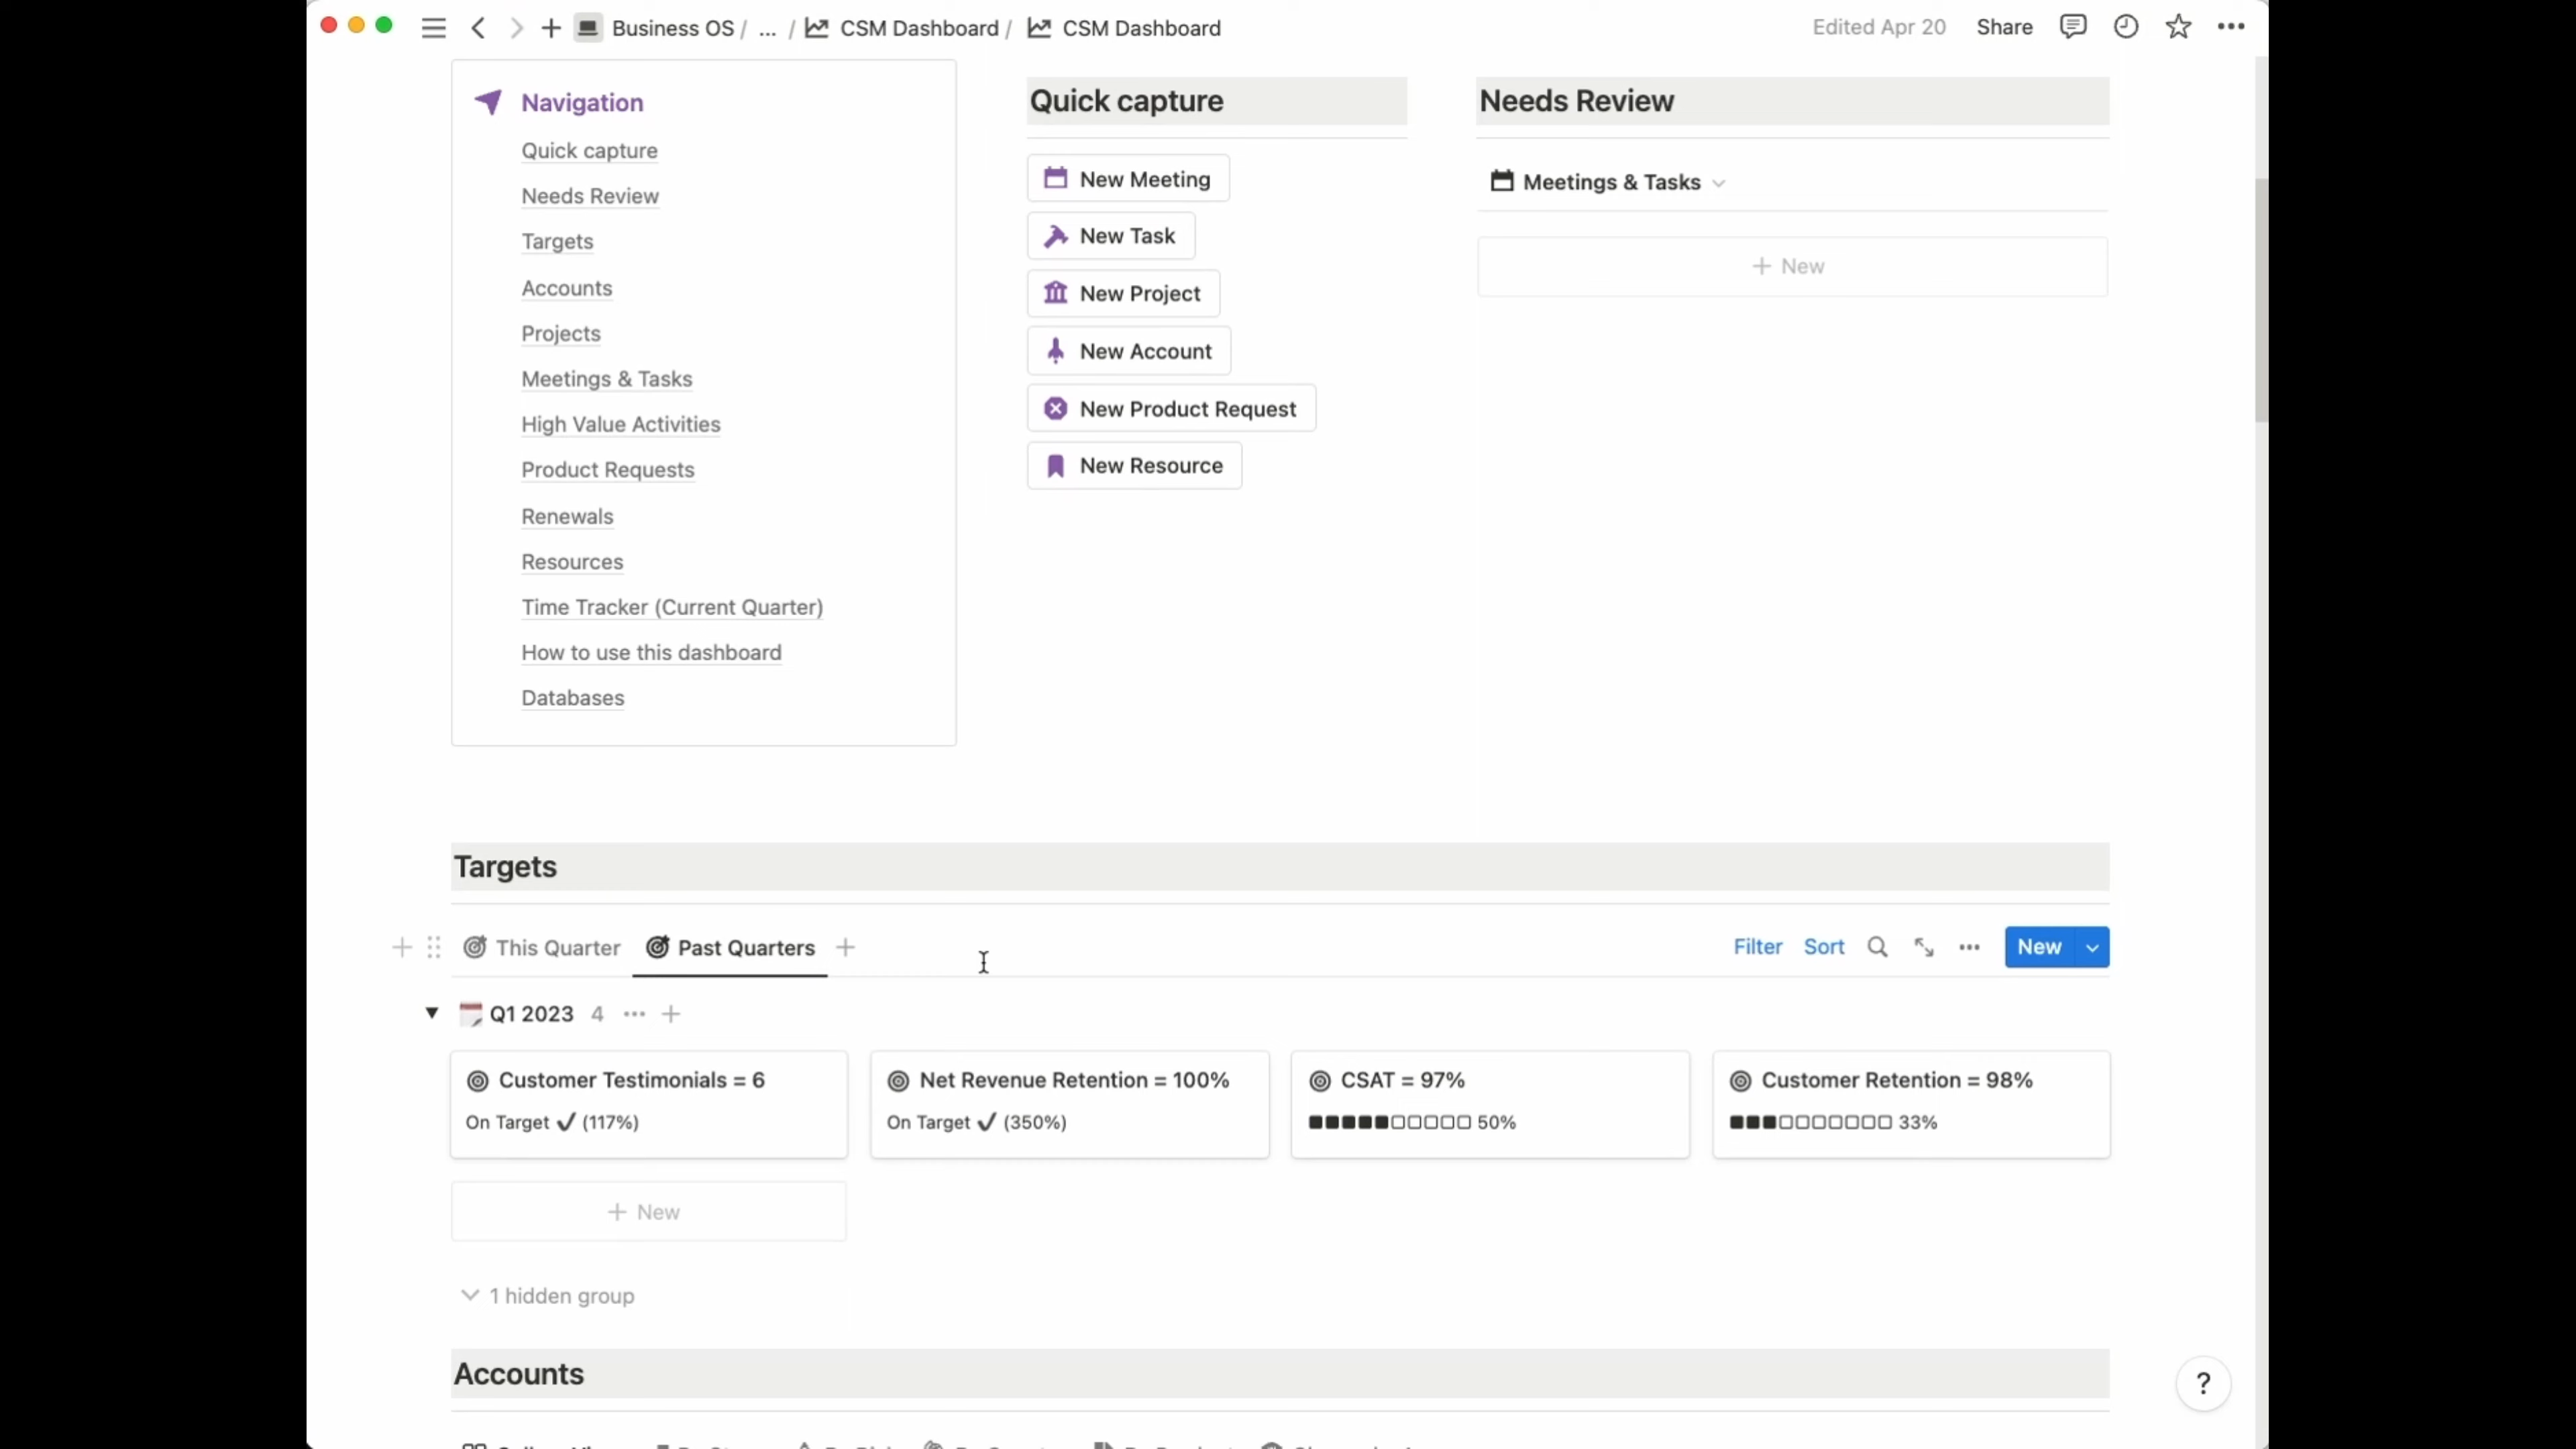 Business OS / ... / CSM Dashboard / CSM Dashboard
Edited Apr 20
Share
Navigation
Quick capture
Needs Review
Targets
Accounts
Projects
Meetings & Tasks
High Value Activities
Product Requests
Renewals
Resources
Time Tracker (Current Quarter)
How to use this dashboard
Databases
Quick capture
New Meeting
New Task
New Project
New Account
New Product Request
New Resource
Needs Review
Meetings & Tasks
+ New
Targets
This Quarter
Past Quarters
Filter
Sort
New
Q1 2023 4
Customer Testimonials = 6
On Target ✔ (117%)
Net Revenue Retention = 100%
On Target ✔ (350%)
CSAT = 97%
■■■■■□□□□□ 50%
Customer Retention = 98%
■■■□□□□□□□ 33%
+ New
1 hidden group
Accounts
?